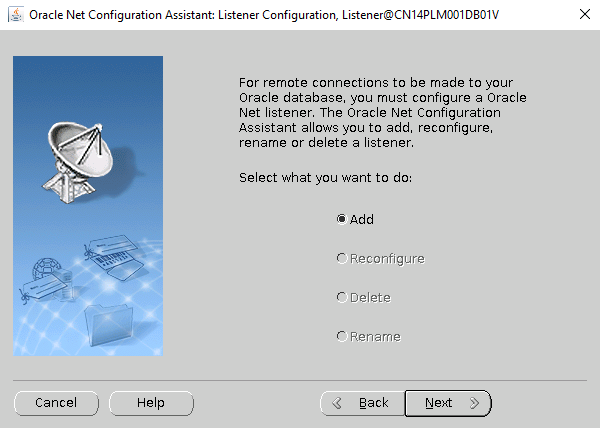 Oracle Net Configuration Assistant: Listener Configuration, Listener@CN14PLM001DB01V
For remote connections to be made to your
Oracle database, you must configure a Oracle
Net listener. The Oracle Net Configuration
Assistant allows you to add, reconfigure,
rename or delete a listener.
Select what you want to do:
Add
Reconfigure
Delete
Rename
Cancel
Help
Back
Next